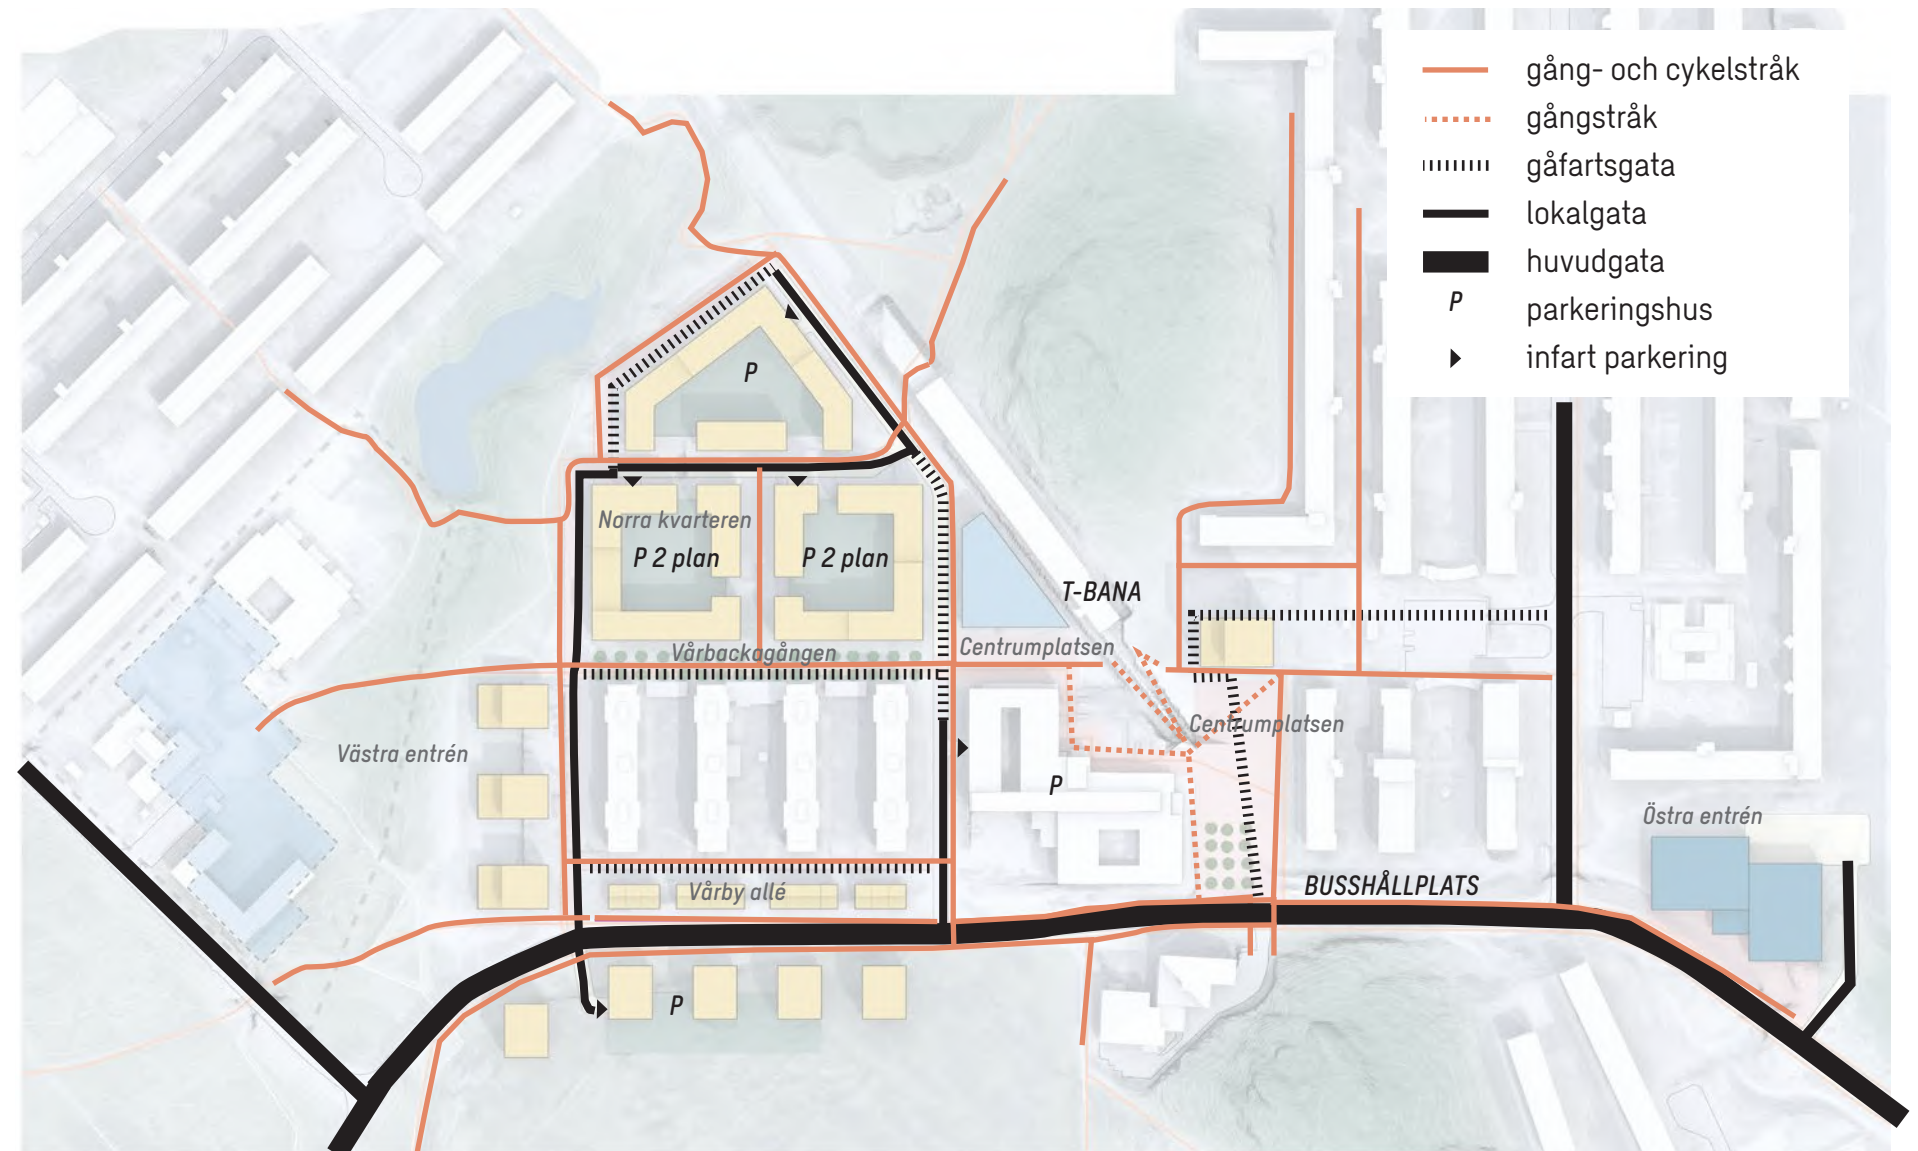 gång- och cykelstråk
gångstråk
gåfartsgata
lokalgata
huvudgata
P parkeringshus
infart parkering
P
Norra kvarteren
P 2 plan
P 2 plan
T-BANA
Vårbackagången
Centrumplatsen
Centrumplatsen
Västra entrén
P
Östra entrén
Vårby allé
BUSSHÅLLPLATS
P